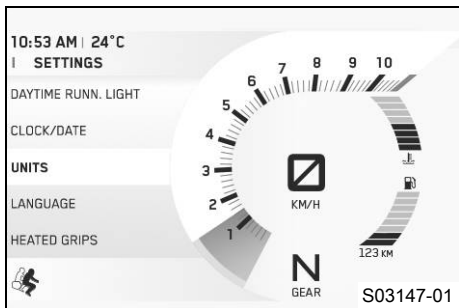 10:53 AM | 24°C
SETTINGS
DAYTIME RUNN. LIGHT
CLOCK/DATE
UNITS
LANGUAGE
HEATED GRIPS
1
2
3
4
5
6
7
8
9
10
0
KM/H
N
GEAR
123 KM
S03147-01